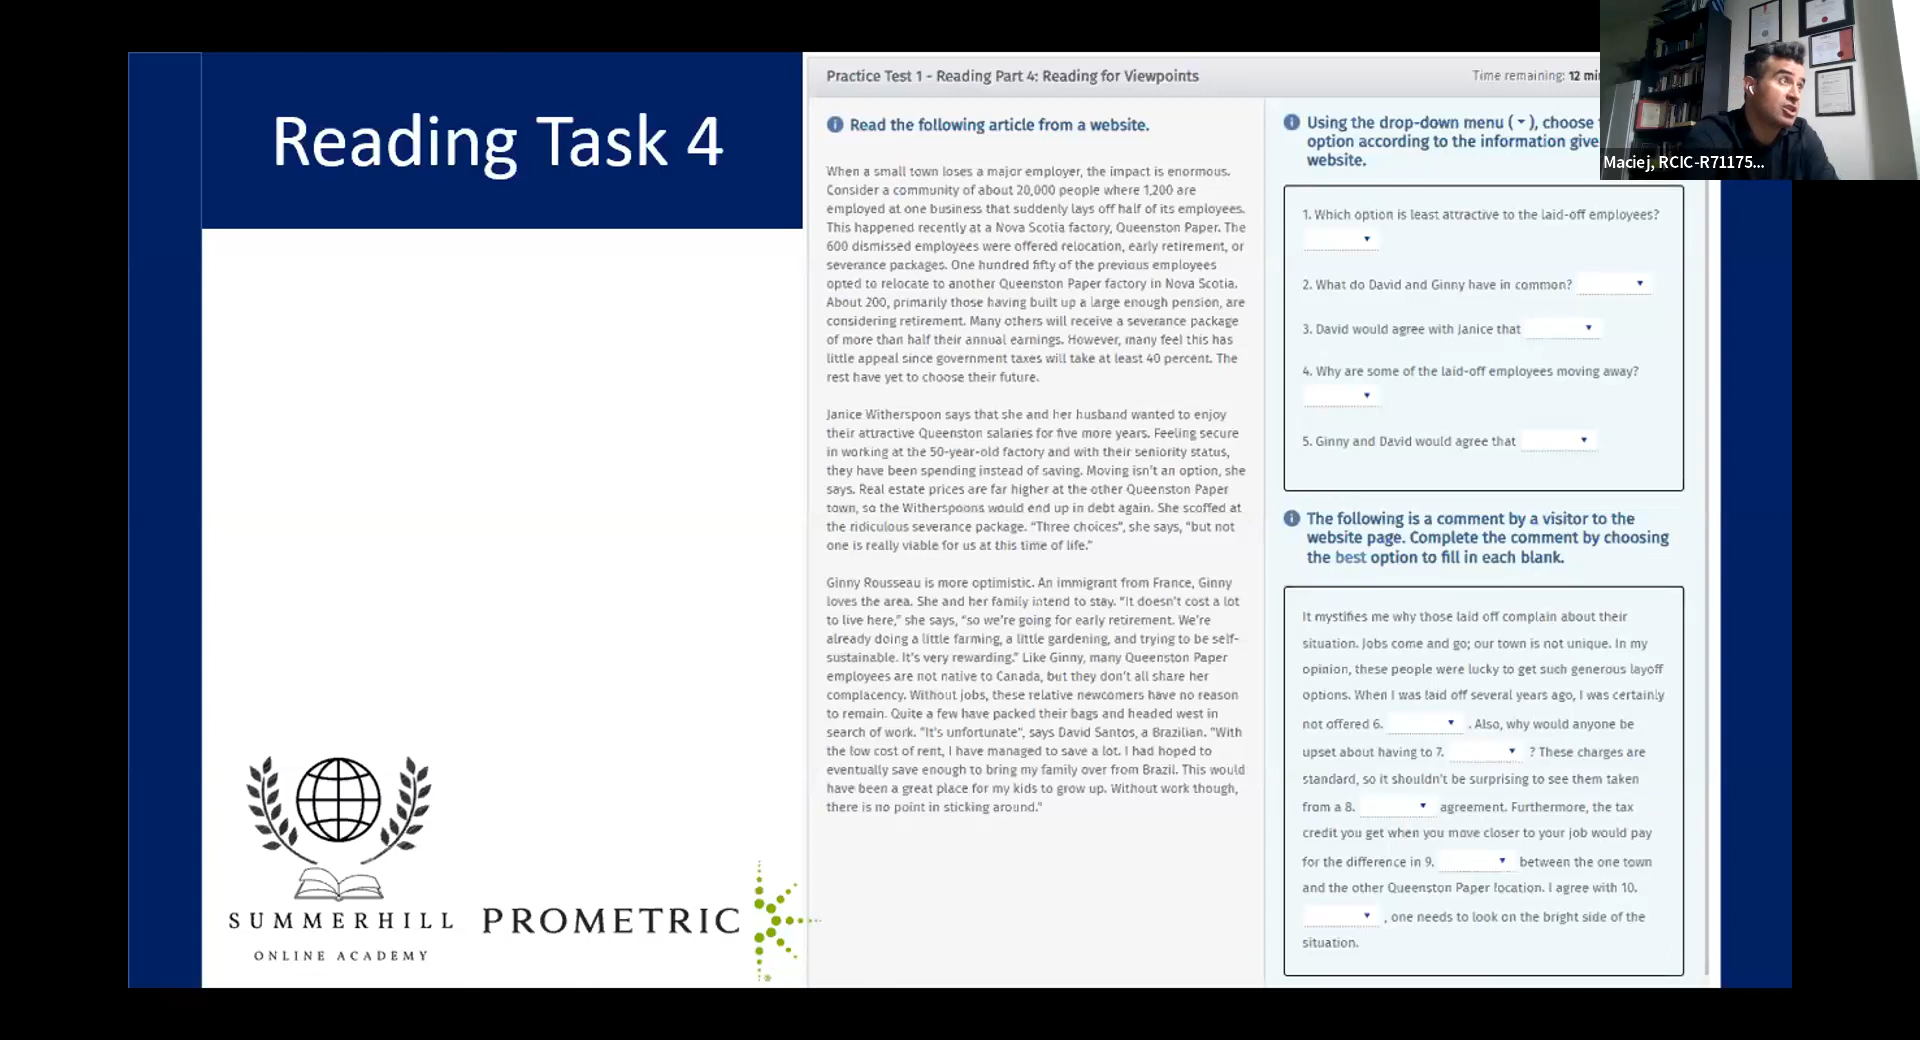 Reading Task 4
SUMMERHILL
ONLINE ACADEMY
PROMETRIC
Practice Test 1 - Reading Part 4: Reading for Viewpoints
Time remaining: 12
Read the following article from a website.
When a small town loses a major employer, the impact is enormous.
Consider a community of about 20,000 people where 1,200 are
employed at one business that suddenly lays off half of its employees.
This happened recently at a Nova Scotia factory, Queenston Paper. The
600 dismissed employees were offered relocation, early retirement, or
severance packages. One hundred fifty of the previous employees
opted to relocate to another Queenston Paper factory in Nova Scotia.
About 200, primarily those having built up a large enough pension, are
considering retirement. Many others will receive a severance package
of more than half their annual earnings. However, many feel this has
little appeal since government taxes will take at least 40 percent. The
rest have yet to choose their future.
Janice Witherspoon says that she and her husband wanted to enjoy
their attractive Queenston salaries for five more years. Feeling secure
in working at the 50-year-old factory and with their seniority status,
they have been spending instead of saving. Moving isn't an option, she
says. Real estate prices are far higher at the other Queenston Paper
town, so the Witherspoons would end up in debt again. She scoffed at
the ridiculous severance package. "Three choices", she says, "but not
one is really viable for us at this time of life."
Ginny Rousseau is more optimistic. An immigrant from France, Ginny
loves the area. She and her family intend to stay. "It doesn't cost a lot
to live here," she says, "so we're going for early retirement. We're
already doing a little farming, a little gardening, and trying to be self-
sustainable. It's very rewarding." Like Ginny, many Queenston Paper
employees are not native to Canada, but they don't all share her
complacency. Without jobs, these relative newcomers have no reason
to remain. Quite a few have packed their bags and headed west in
search of work. "It's unfortunate", says David Santos, a Brazilian. "With
the low cost of rent, I have managed to save a lot. I had hoped to
eventually save enough to bring my family over from Brazil. This would
have been a great place for my kids to grow up. Without work though,
there is no point in sticking around."
Using the drop-down menu ( ), choose
option according to the information
website.
1. Which option is least attractive to the laid-off employees?
2. What do David and Ginny have in common?
3. David would agree with Janice that
4. Why are some of the laid-off employees moving away?
5. Ginny and David would agree that
The following is a comment by a visitor to the
website page. Complete the comment by choosing
the best option to fill in each blank.
It mystifies me why those laid off complain about their
situation. Jobs come and go; our town is not unique. In my
opinion, these people were lucky to get such generous layoff
options. When I was laid off several years ago, I was certainly
not offered 6. . Also, why would anyone be
upset about having to 7. ? These charges are
standard, so it shouldn't be surprising to see them taken
from a 8. agreement. Furthermore, the tax
credit you get when you move closer to your job would pay
for the difference in 9. between the one town
and the other Queenston Paper location. I agree with 10.
, one needs to look on the bright side of the
situation.
Maciej, RCIC-R71175...